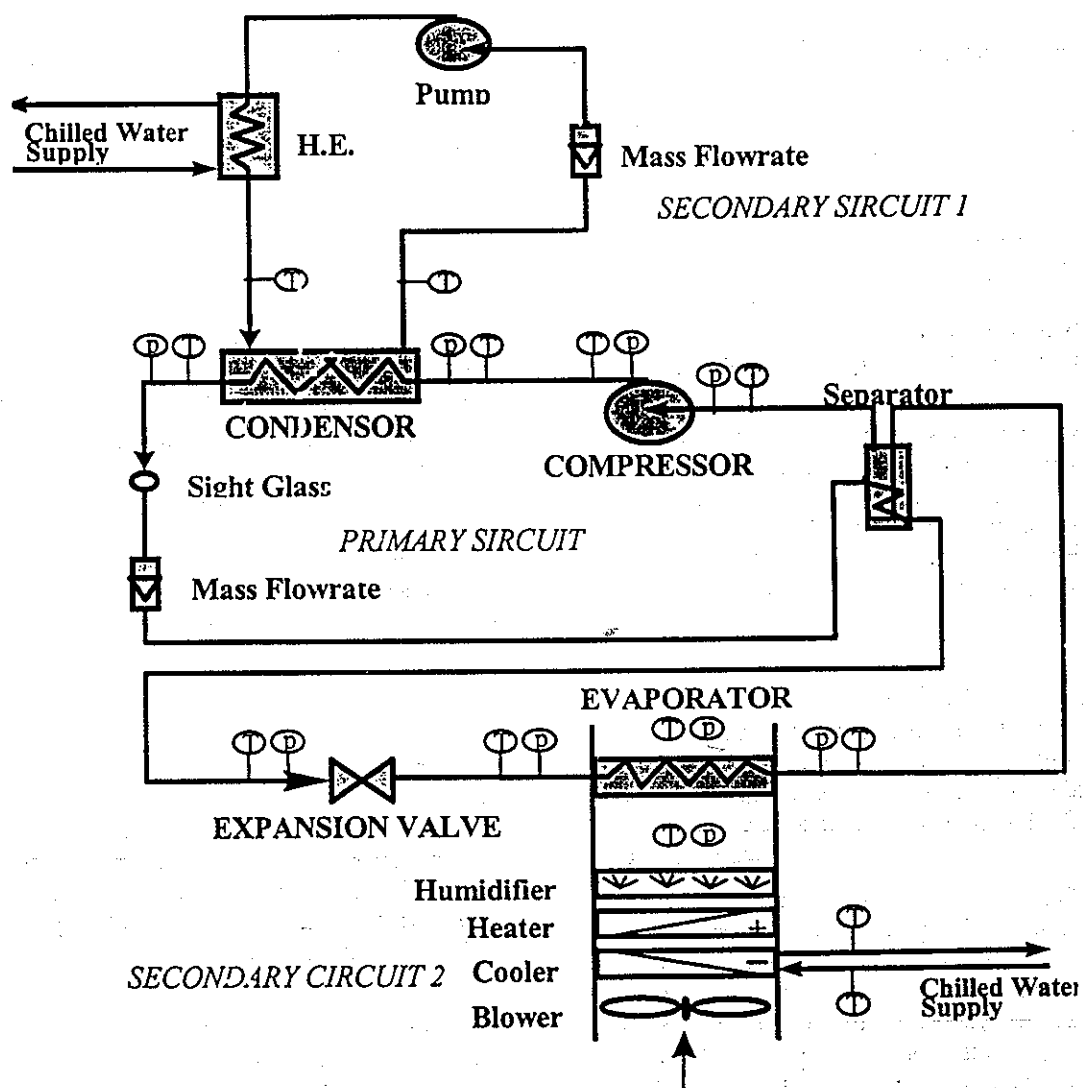 Pump
Chilled Water
Supply
H.E.
Mass Flowrate
SECONDARY SIRCUIT 1
T
T
p
T
p
T
T
p
p
T
Separator
CONDENSOR
COMPRESSOR
Sight Glass
PRIMARY SIRCUIT
Mass Flowrate
EVAPORATOR
T
p
T
p
T
p
p
T
EXPANSION VALVE
T
p
Humidifier
Heater
+
T
SECONDARY CIRCUIT 2
Cooler
−
Chilled Water
Supply
T
Blower